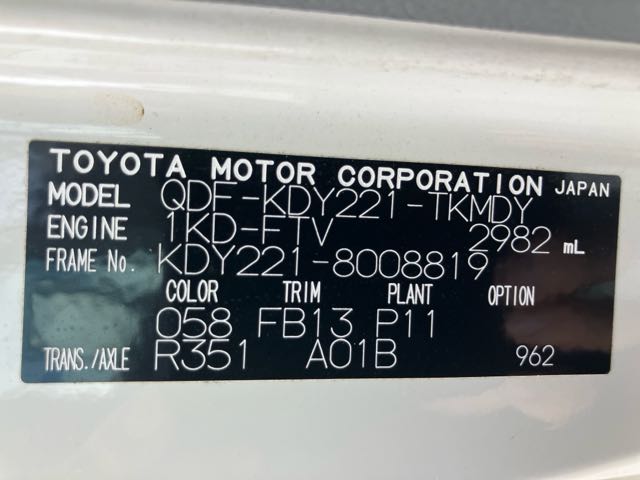 TOYOTA MOTOR CORPORATION JAPAN
MODEL QDF-KDY221-TKMDY
ENGINE 1KD-FTV 2982 mL
FRAME No. KDY221-8008819
COLOR TRIM PLANT OPTION
058 FB13 P11
TRANS./AXLE R351 A01B 962